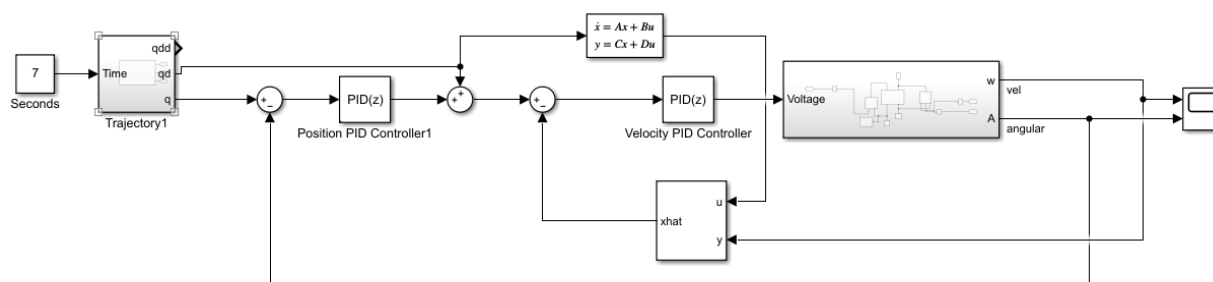 7
Seconds
Time
qdd
qd
q
Trajectory1
+
−
PID(z)
Position PID Controller1
+
+
ẋ = Ax + Bu
y = Cx + Du
+
−
PID(z)
Velocity PID Controller
Voltage
w
vel
A
angular
xhat
u
y